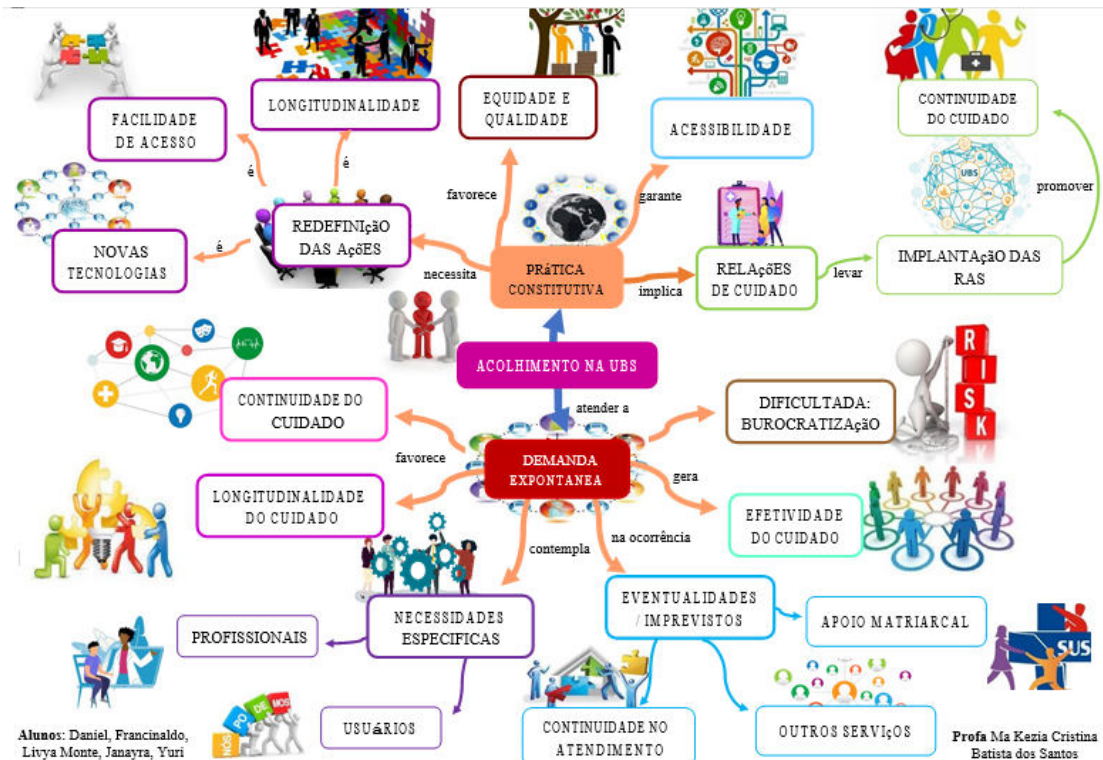 LONGITUDINALIDADE
EQUIDADE E
QUALIDADE
ACESSIBILIDADE
CONTINUIDADE
DO CUIDADO
FACILIDADE
DE ACESSO
é
é
favorece
garante
UBS
promover
NOVAS
TECNOLOGIAS
é
REDEFINIçãO
DAS AçõES
necessita
PRáTICA
CONSTITUTIVA
implica
RELAçõES
DE CUIDADO
levar
IMPLANTAçãO DAS
RAS
ACOLHIMENTO NA UBS
RISK
CONTINUIDADE DO
CUIDADO
atender a
DIFICULTADA:
BUROCRATIZAçãO
favorece
DEMANDA
EXPONTANEA
gera
LONGITUDINALIDADE
DO CUIDADO
EFETIVIDADE
DO CUIDADO
contempla
na ocorrência
NECESSIDADES
ESPECIFICAS
EVENTUALIDADES
/ IMPREVISTOS
PROFISSIONAIS
APOIO MATRIARCAL
SUS
NÓS PODEMOS
USUáRIOS
CONTINUIDADE NO
ATENDIMENTO
OUTROS SERVIçOS
Alunos: Daniel, Francinaldo,
Livya Monte, Janayra, Yuri
Profa Ma Kezia Cristina
Batista dos Santos